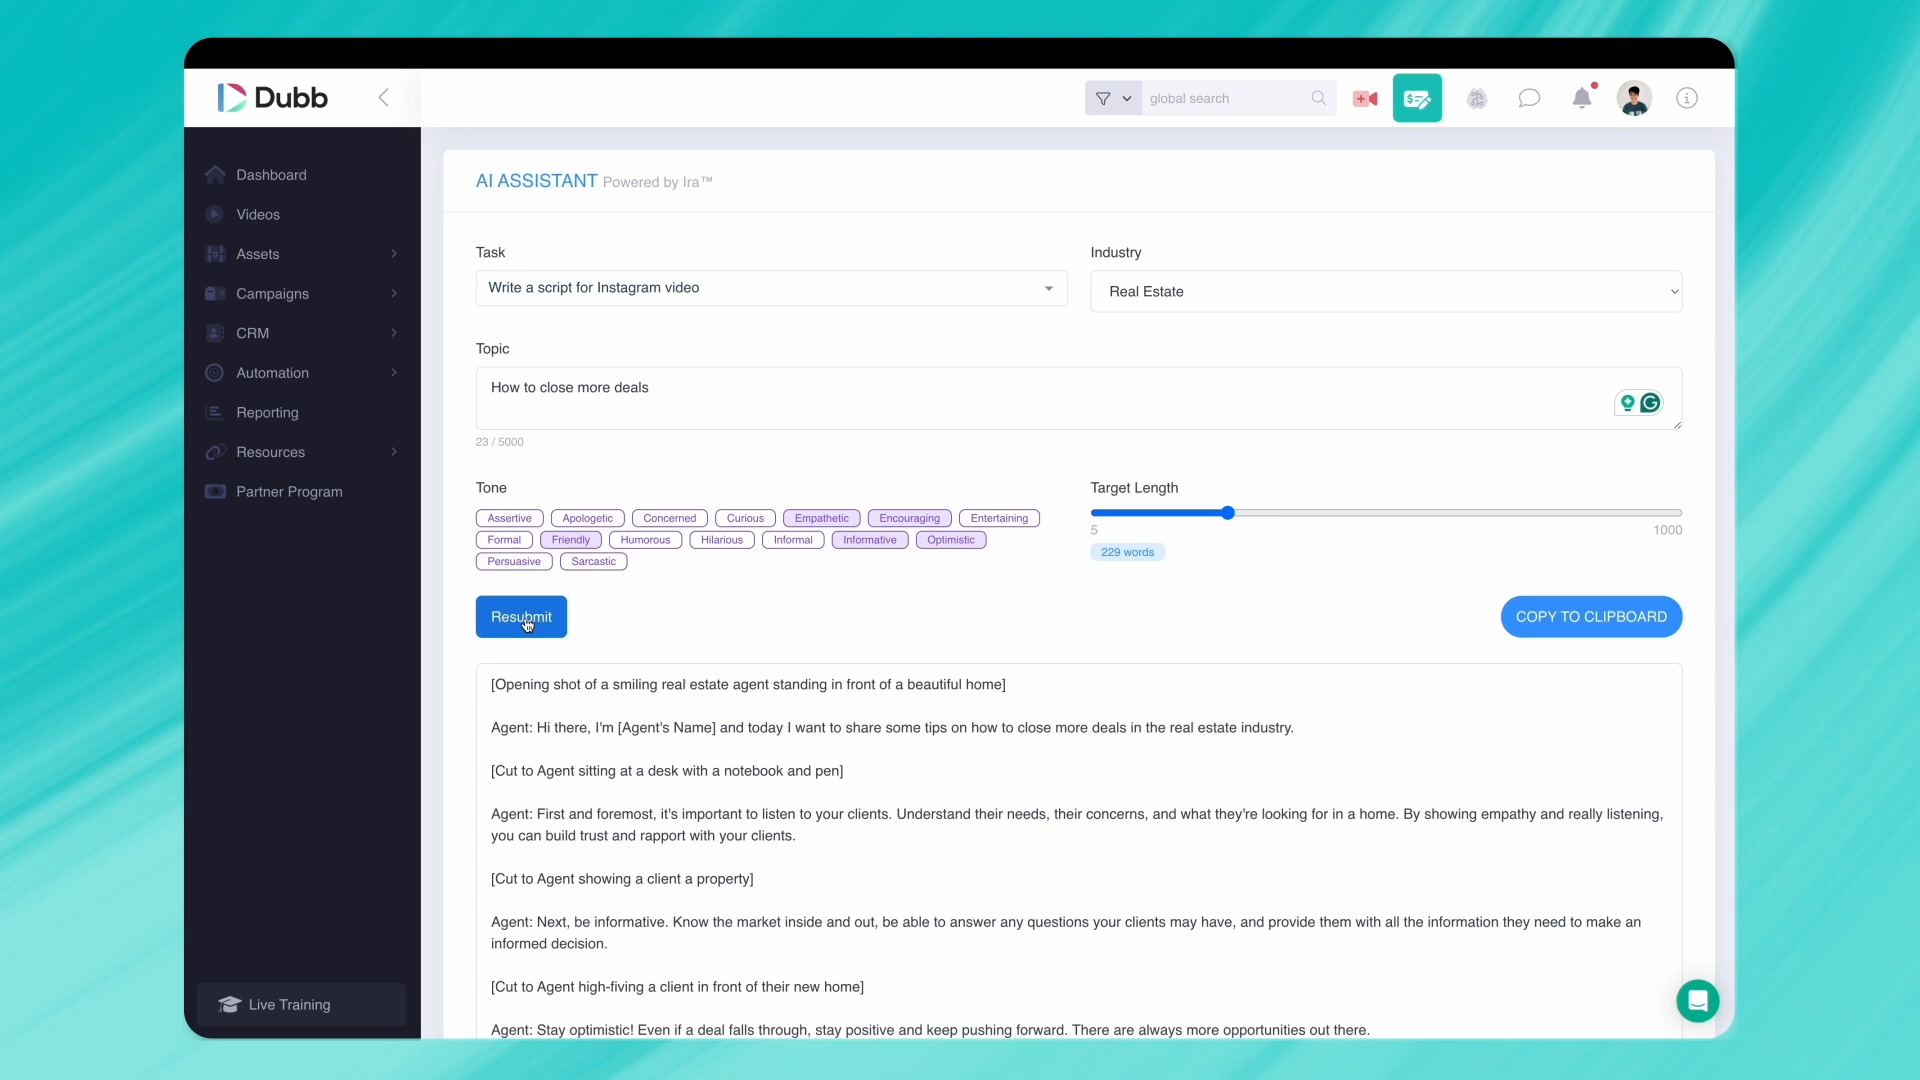 Dubb
global search
Dashboard
Videos
Assets
Campaigns
CRM
Automation
Reporting
Resources
Partner Program
Live Training
AI ASSISTANT Powered by Ira™
Task
Write a script for Instagram video
Industry
Real Estate
Topic
How to close more deals
23 / 5000
Tone
Assertive Apologetic Concerned Curious Empathetic Encouraging Entertaining
Formal Friendly Humorous Hilarious Informal Informative Optimistic
Persuasive Sarcastic
Target Length
5 1000
229 words
Resubmit
COPY TO CLIPBOARD
[Opening shot of a smiling real estate agent standing in front of a beautiful home]
Agent: Hi there, I'm [Agent's Name] and today I want to share some tips on how to close more deals in the real estate industry.
[Cut to Agent sitting at a desk with a notebook and pen]
Agent: First and foremost, it's important to listen to your clients. Understand their needs, their concerns, and what they're looking for in a home. By showing empathy and really listening,
you can build trust and rapport with your clients.
[Cut to Agent showing a client a property]
Agent: Next, be informative. Know the market inside and out, be able to answer any questions your clients may have, and provide them with all the information they need to make an
informed decision.
[Cut to Agent high-fiving a client in front of their new home]
Agent: Stay optimistic! Even if a deal falls through, stay positive and keep pushing forward. There are always more opportunities out there.